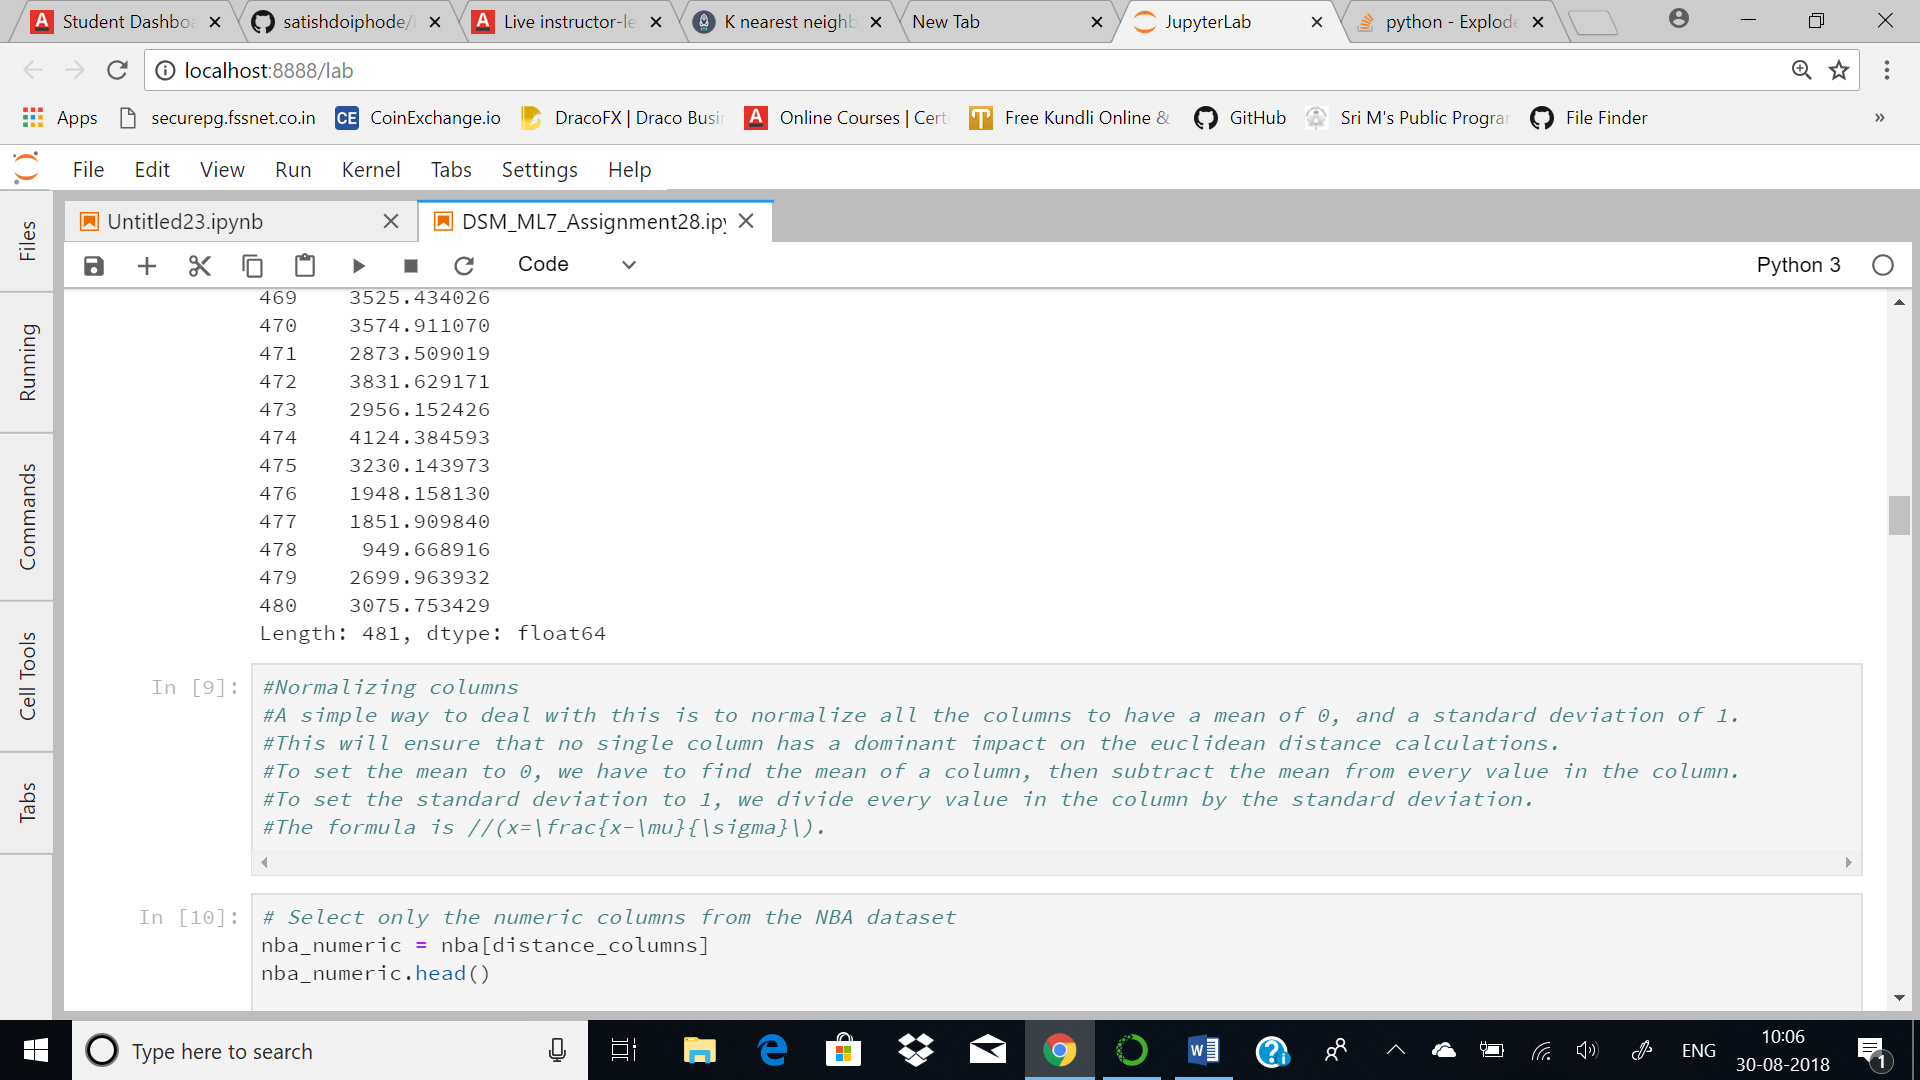 Student Dashbo
satishdoiphode/
Live instructor-le
K nearest neighb
New Tab
JupyterLab
python - Explode
localhost:8888/lab
Apps securepg.fssnet.co.in CoinExchange.io DracoFX | Draco Busi Online Courses | Certi Free Kundli Online & GitHub Sri M's Public Progra File Finder »
File Edit View Run Kernel Tabs Settings Help
Untitled23.ipynb
DSM_ML7_Assignment28.ip
Code
Python 3
Files
Running
Commands
Cell Tools
Tabs
469 3525.434026
470 3574.911070
471 2873.509019
472 3831.629171
473 2956.152426
474 4124.384593
475 3230.143973
476 1948.158130
477 1851.909840
478 949.668916
479 2699.963932
480 3075.753429
Length: 481, dtype: float64
In [9]:
#Normalizing columns
#A simple way to deal with this is to normalize all the columns to have a mean of 0, and a standard deviation of 1.
#This will ensure that no single column has a dominant impact on the euclidean distance calculations.
#To set the mean to 0, we have to find the mean of a column, then subtract the mean from every value in the column.
#To set the standard deviation to 1, we divide every value in the column by the standard deviation.
#The formula is //(x=\frac{x-\mu}{\sigma}\).
In [10]:
# Select only the numeric columns from the NBA dataset
nba_numeric = nba[distance_columns]
nba_numeric.head()
Type here to search
ENG
10:06
30-08-2018
1